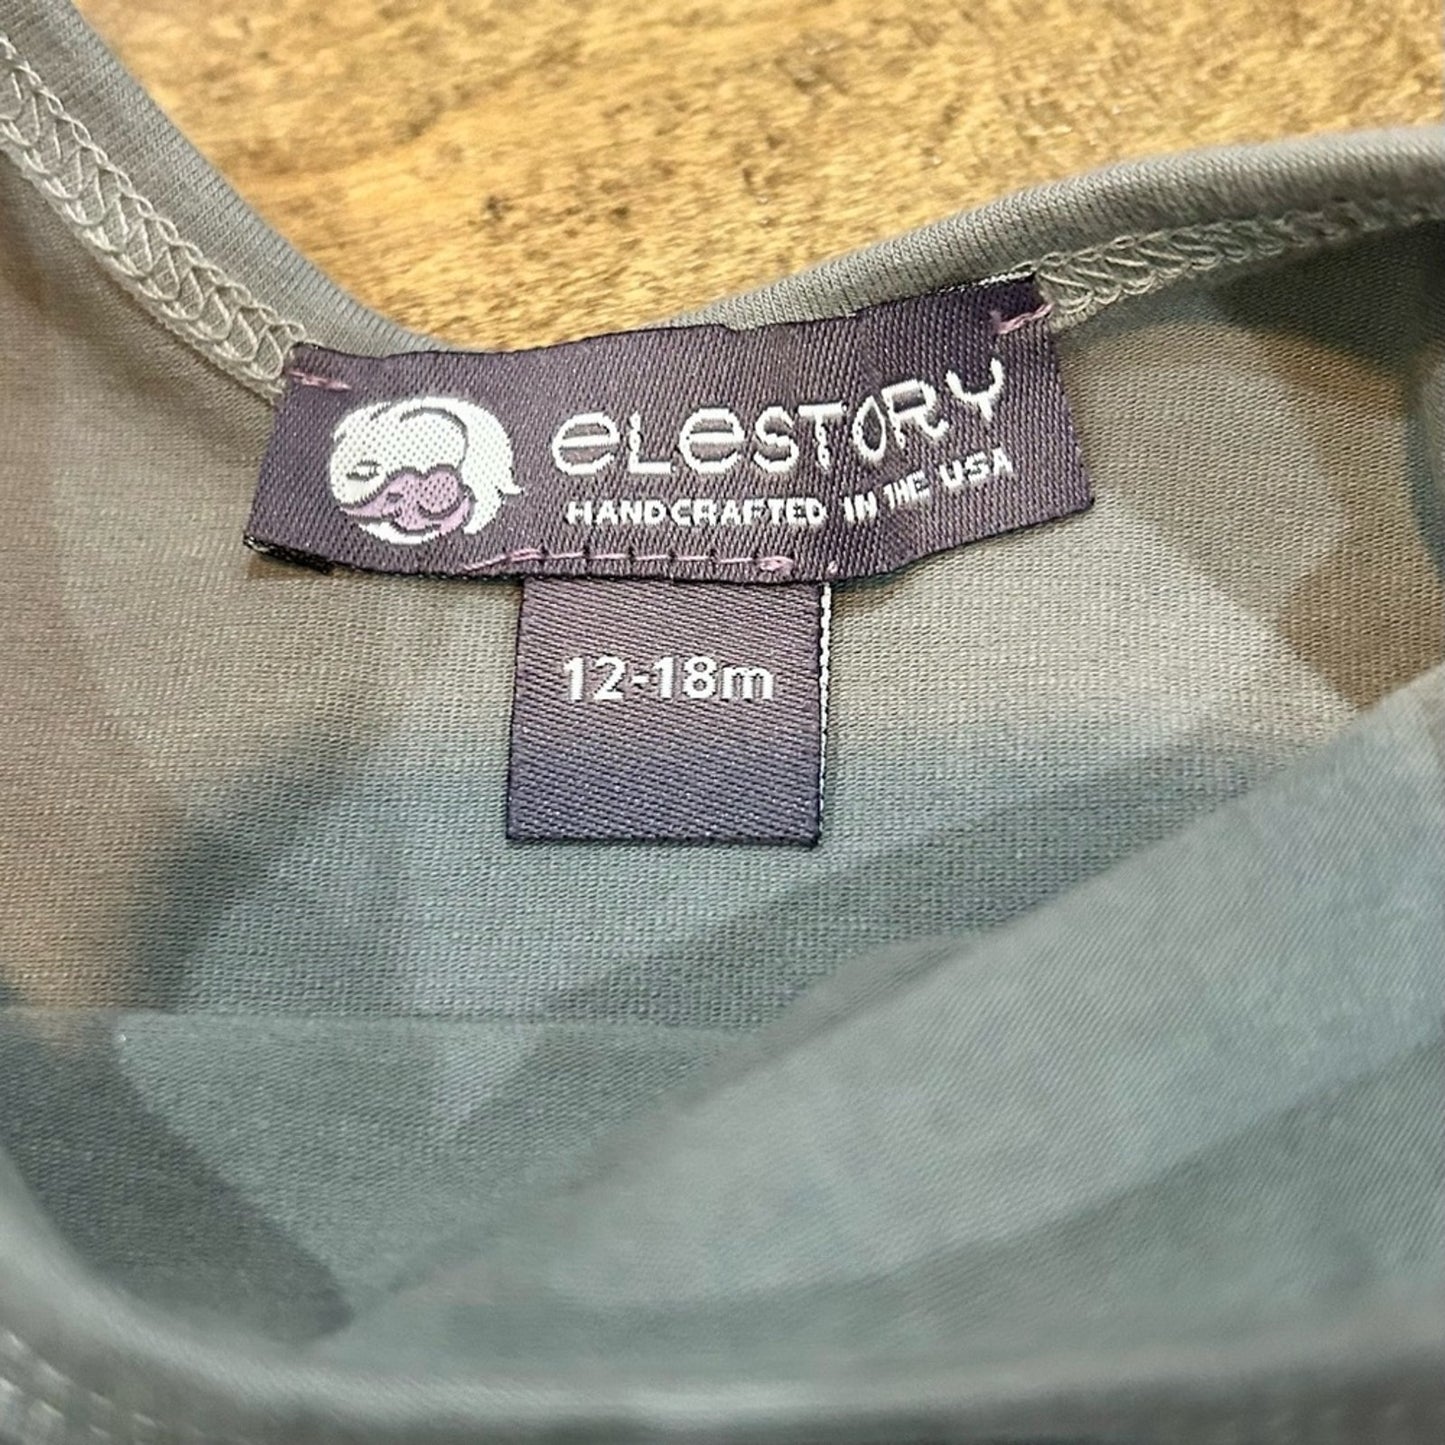 eLeSTORY
HANDCRAFTED IN THE USA
12-18m